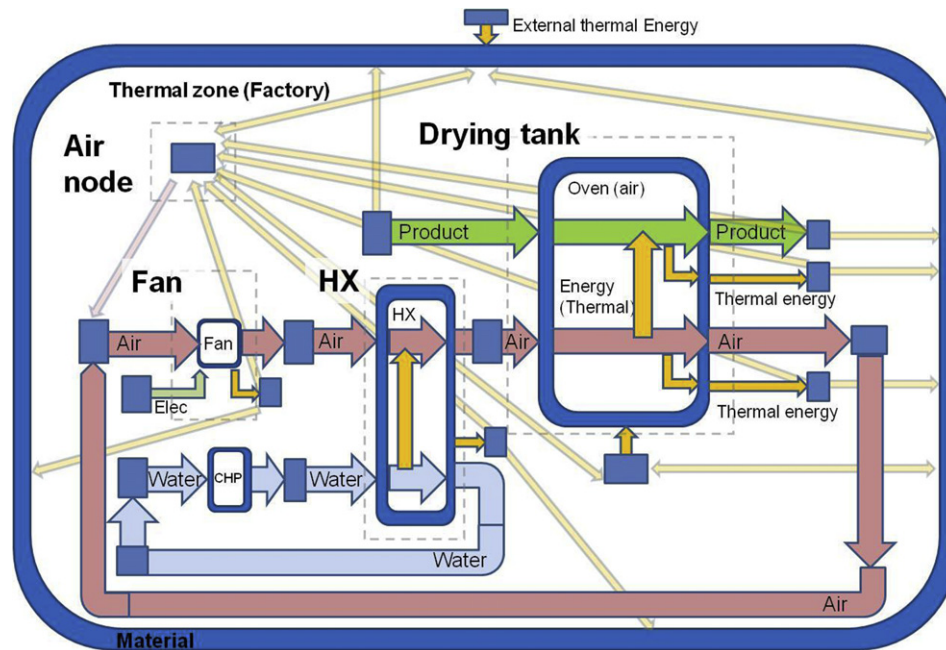 External thermal Energy
Thermal zone (Factory)
Air
node
Drying tank
Oven (air)
Product
Product
Fan
HX
Energy
(Thermal)
Thermal energy
HX
Air
Fan
Air
Air
Air
Elec
Thermal energy
Water
CHP
Water
Water
Air
Material